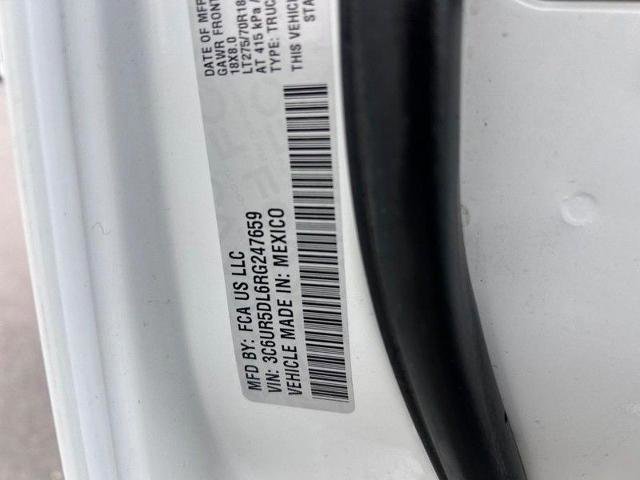 MFD BY: FCA US LLC
DATE OF MFR
GAWR FRONT
18X8.0
LT275/70R18
AT 415 kPa /
TYPE: TRUC
VIN: 3C6UR5DL6RG247659
THIS VEHICLE
STA
VEHICLE MADE IN: MEXICO